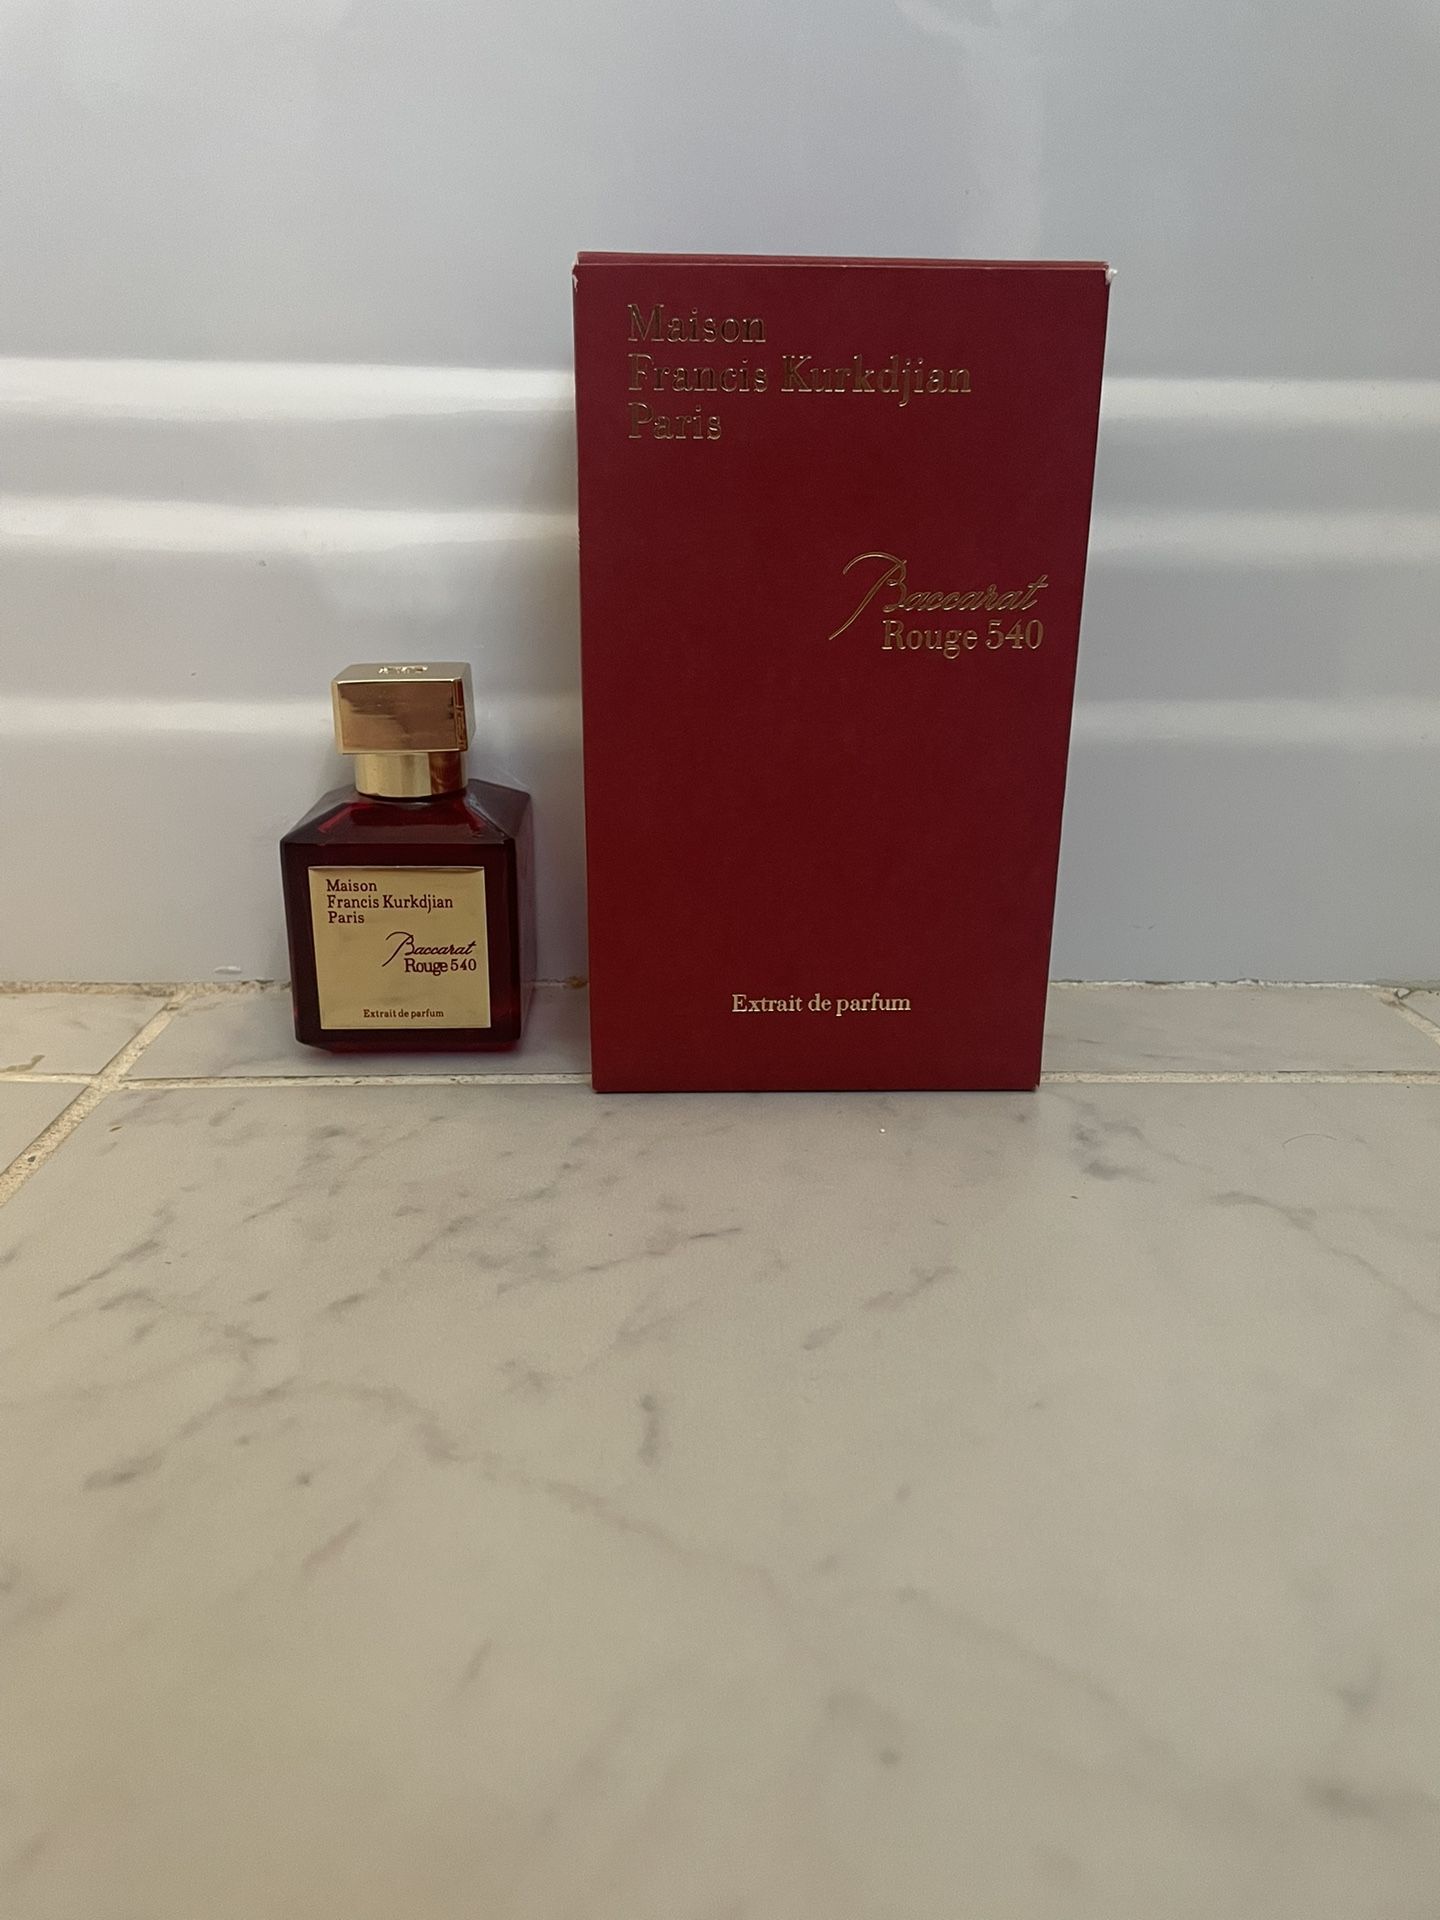 Maison
Francis Kurkdjian
Paris
Baccarat
Rouge 540
Extrait de parfum
Maison
Francis Kurkdjian
Paris
Baccarat
Rouge 540
Extrait de parfum